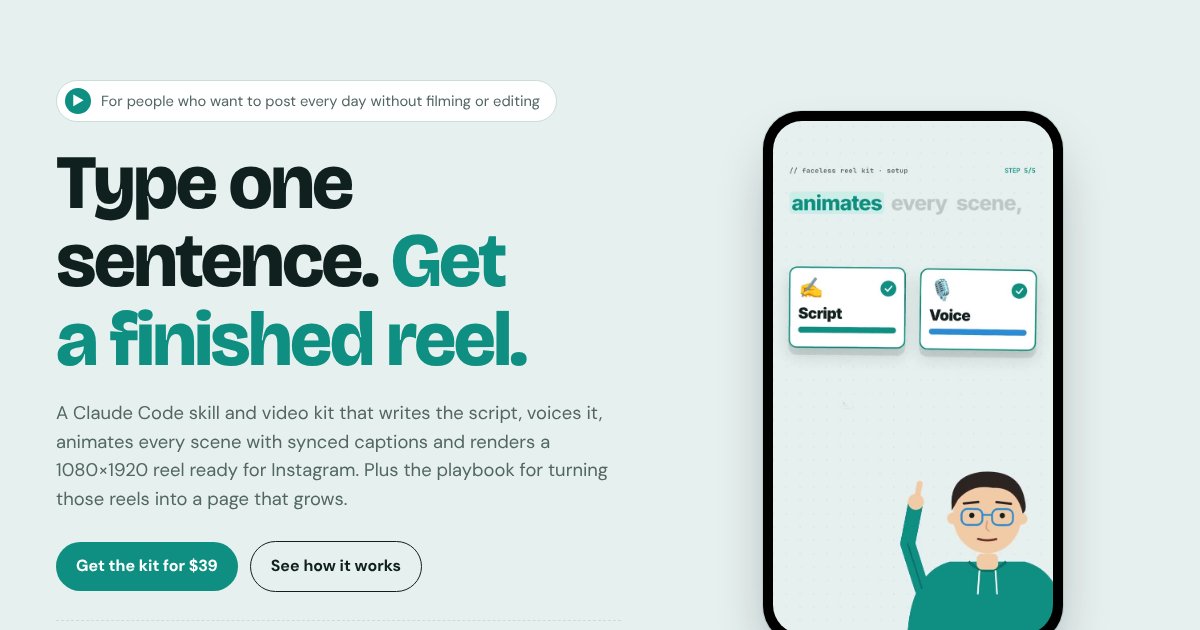 For people who want to post every day without filming or editing
Type one
sentence. Get
a finished reel.
A Claude Code skill and video kit that writes the script, voices it,
animates every scene with synced captions and renders a
1080×1920 reel ready for Instagram. Plus the playbook for turning
those reels into a page that grows.
Get the kit for $39
See how it works
// faceless reel kit · setup
STEP 5/5
animates every scene,
Script
Voice